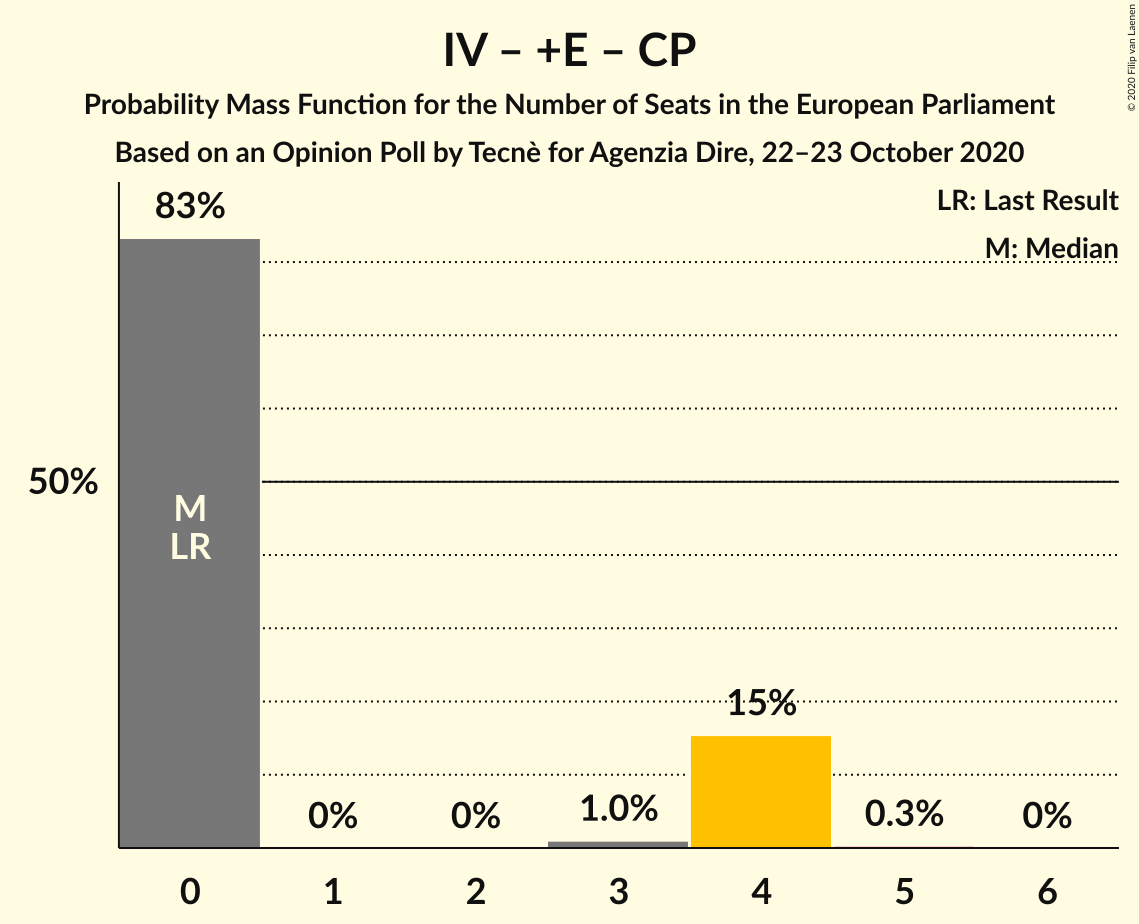 IV – +E – CP
Probability Mass Function for the Number of Seats in the European Parliament
Based on an Opinion Poll by Tecnè for Agenzia Dire, 22–23 October 2020
© 2020 Filip van Laenen
LR: Last Result
M: Median
83%
50%
M
LR
0%
0%
1.0%
15%
0.3%
0%
0
1
2
3
4
5
6